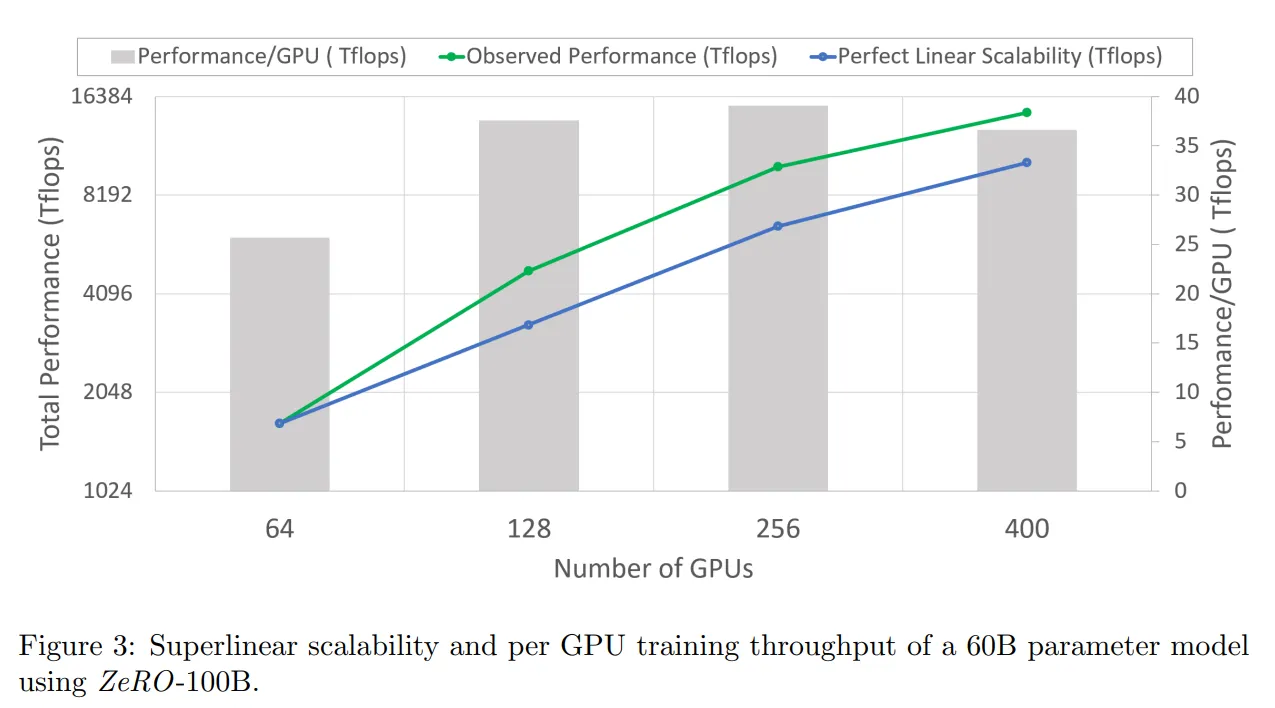 Performance/GPU ( Tflops) Observed Performance (Tflops) Perfect Linear Scalability (Tflops)
Total Performance (Tflops)
16384
8192
4096
2048
1024
40
35
30
25
20
15
10
5
0
Perfomance/GPU ( Tflops)
64 128 256 400
Number of GPUs
Figure 3: Superlinear scalability and per GPU training throughput of a 60B parameter model
using ZeRO-100B.